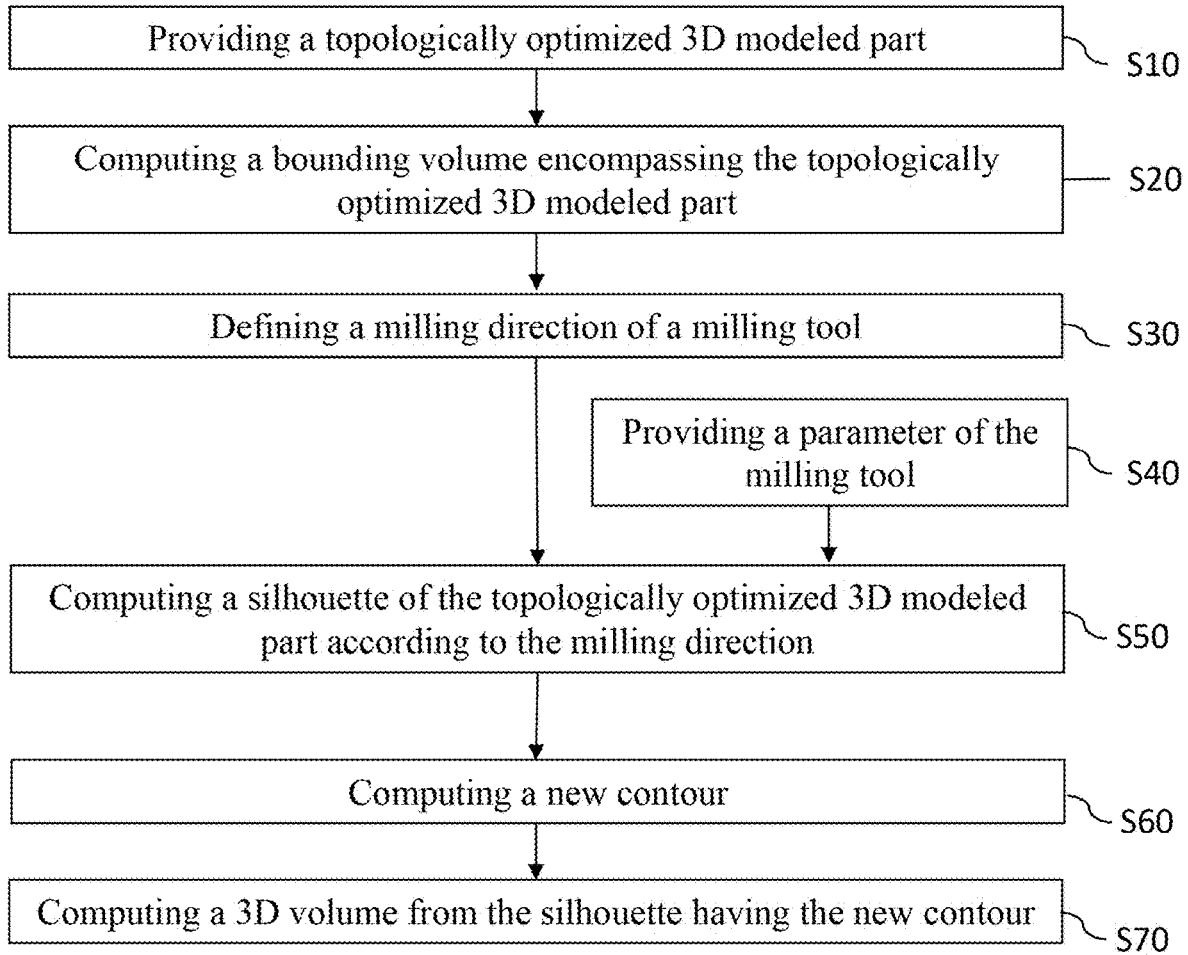 Providing a topologically optimized 3D modeled part
S10
Computing a bounding volume encompassing the topologically
optimized 3D modeled part
S20
Defining a milling direction of a milling tool
S30
Providing a parameter of the
milling tool
S40
Computing a silhouette of the topologically optimized 3D modeled
part according to the milling direction
S50
Computing a new contour
S60
Computing a 3D volume from the silhouette having the new contour
S70